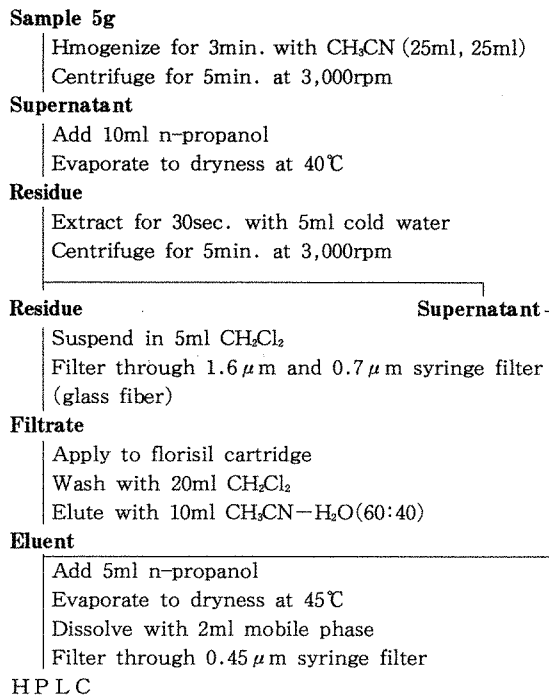 Sample 5g
Hmogenize for 3min. with CH₃CN (25ml, 25ml)
Centrifuge for 5min. at 3,000rpm
Supernatant
Add 10ml n-propanol
Evaporate to dryness at 40℃
Residue
Extract for 30sec. with 5ml cold water
Centrifuge for 5min. at 3,000rpm
Residue Supernatant
Suspend in 5ml CH₂Cl₂
Filter through 1.6μm and 0.7μm syringe filter
(glass fiber)
Filtrate
Apply to florisil cartridge
Wash with 20ml CH₂Cl₂
Elute with 10ml CH₃CN－H₂O(60:40)
Eluent
Add 5ml n-propanol
Evaporate to dryness at 45℃
Dissolve with 2ml mobile phase
Filter through 0.45μm syringe filter
HPLC